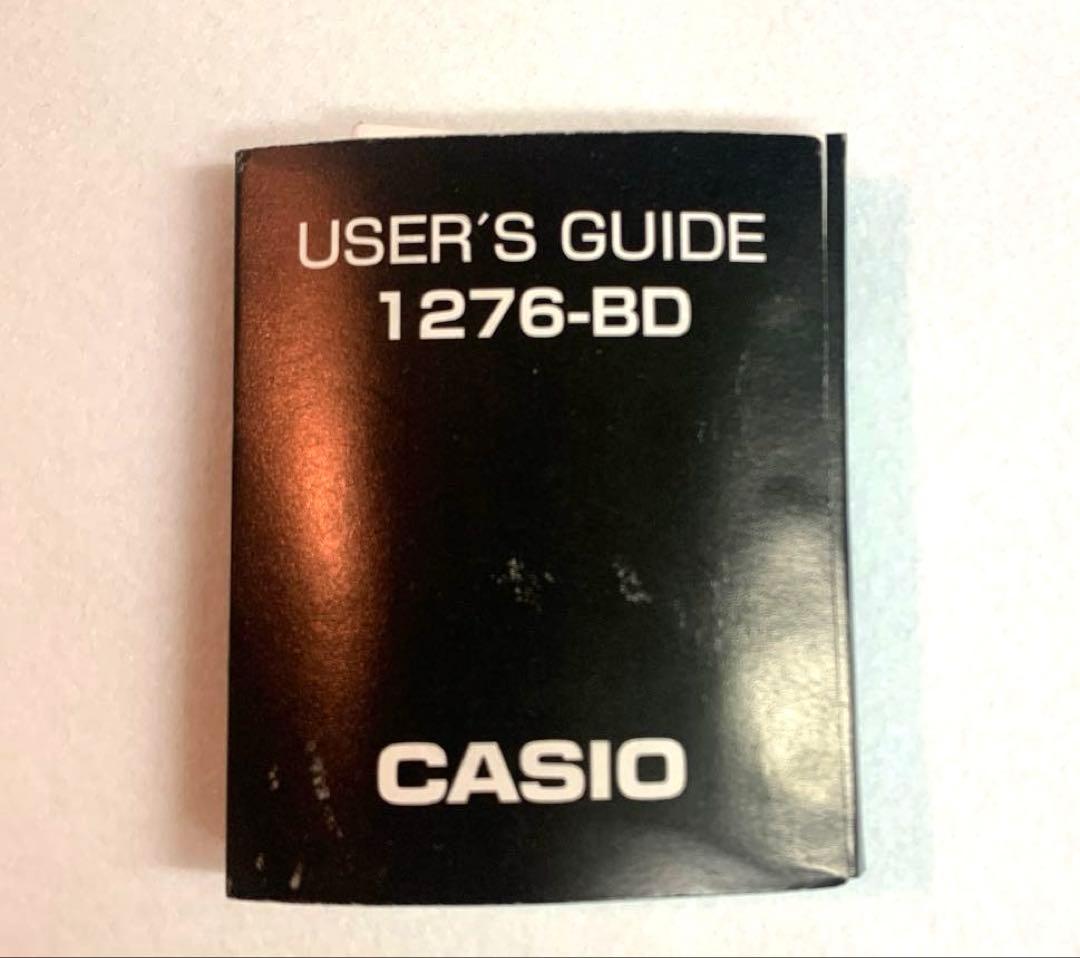 USER'S GUIDE
1276-BD
CASIO